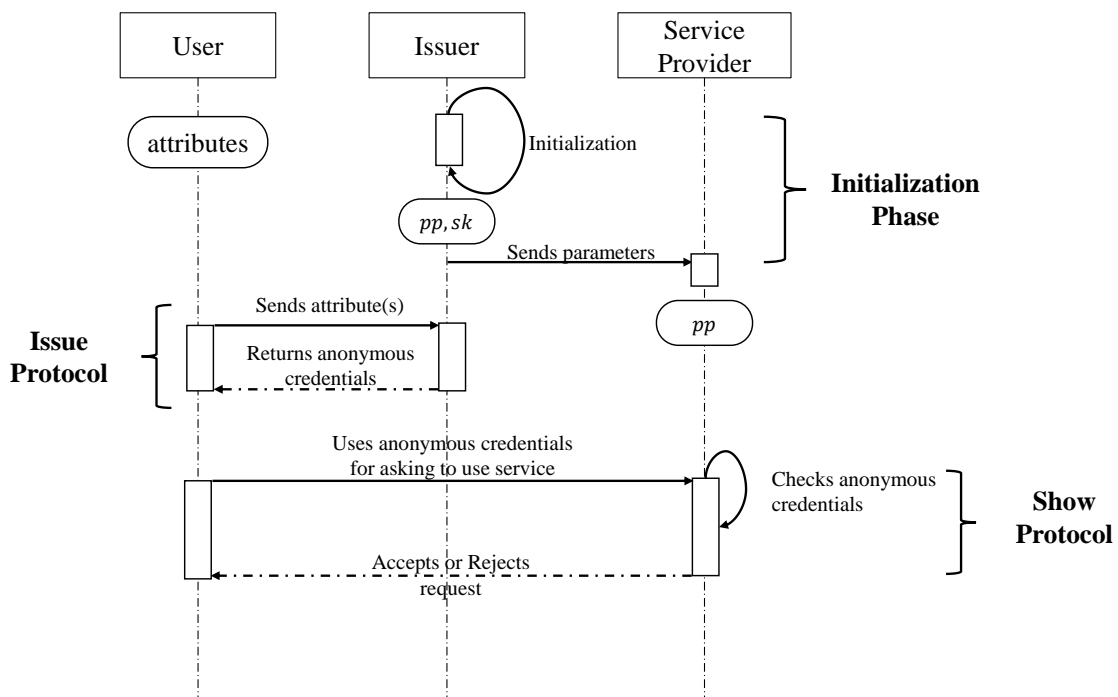 User
Issuer
Service
Provider
attributes
Initialization
Initialization
Phase
pp, sk
Sends parameters
pp
Sends attribute(s)
Issue
Protocol
Returns anonymous
credentials
Uses anonymous credentials
for asking to use service
Checks anonymous
credentials
Show
Protocol
Accepts or Rejects
request